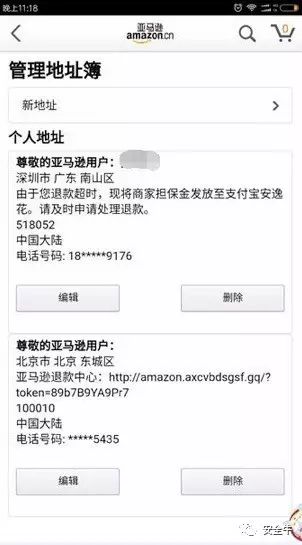 晚上11:18
亚马逊
amazon.cn
0
管理地址簿
新地址
个人地址
尊敬的亚马逊用户：
深圳市 广东 南山区
由于您退款超时，现将商家担保金发放至支付宝安逸
花。请及时申请处理退款。
518052
中国大陆
电话号码: 18*****9176
编辑
删除
尊敬的亚马逊用户：
北京市 北京 东城区
亚马逊退款中心：http://amazon.axcvbdsgsf.gq/?
token=89b7B9YA9Pr7
100010
中国大陆
电话号码: *****5435
编辑
删除
安全牛